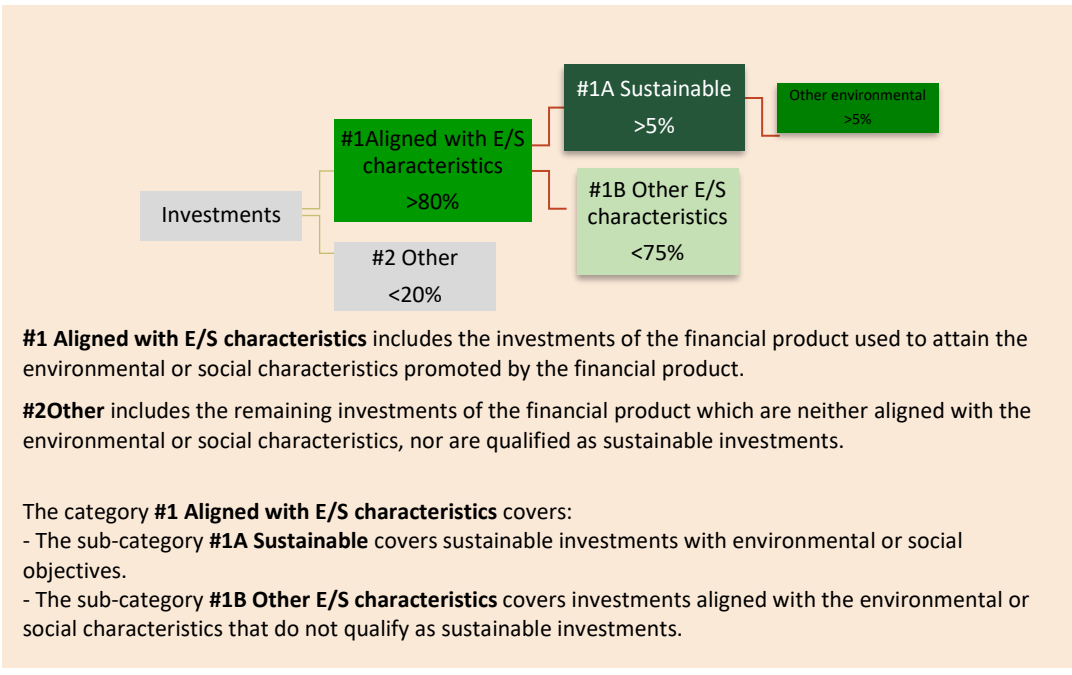 #1A Sustainable
>5%
Other environmental
>5%
#1Aligned with E/S
characteristics
>80%
#1B Other E/S
characteristics
<75%
Investments
#2 Other
<20%
#1 Aligned with E/S characteristics includes the investments of the financial product used to attain the
environmental or social characteristics promoted by the financial product.
#2Other includes the remaining investments of the financial product which are neither aligned with the
environmental or social characteristics, nor are qualified as sustainable investments.
The category #1 Aligned with E/S characteristics covers:
- The sub-category #1A Sustainable covers sustainable investments with environmental or social
objectives.
- The sub-category #1B Other E/S characteristics covers investments aligned with the environmental or
social characteristics that do not qualify as sustainable investments.